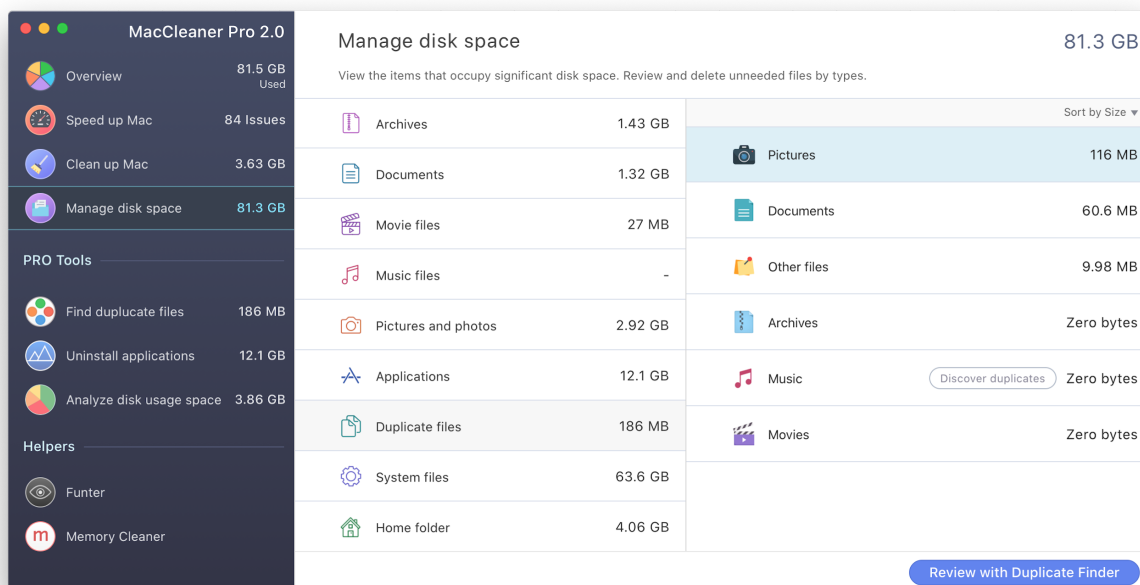 MacCleaner Pro 2.0
Overview 81.5 GB
Used
Speed up Mac 84 Issues
Clean up Mac 3.63 GB
Manage disk space 81.3 GB
PRO Tools
Find duplucate files 186 MB
Uninstall applications 12.1 GB
Analyze disk usage space 3.86 GB
Helpers
Funter
m
Memory Cleaner
Manage disk space 81.3 GB
View the items that occupy significant disk space. Review and delete unneeded files by types.
Archives 1.43 GB
Documents 1.32 GB
Movie files 27 MB
Music files -
Pictures and photos 2.92 GB
Applications 12.1 GB
Duplicate files 186 MB
System files 63.6 GB
Home folder 4.06 GB
Sort by Size
Pictures 116 MB
Documents 60.6 MB
Other files 9.98 MB
Archives Zero bytes
Music Discover duplicates Zero bytes
Movies Zero bytes
Review with Duplicate Finder